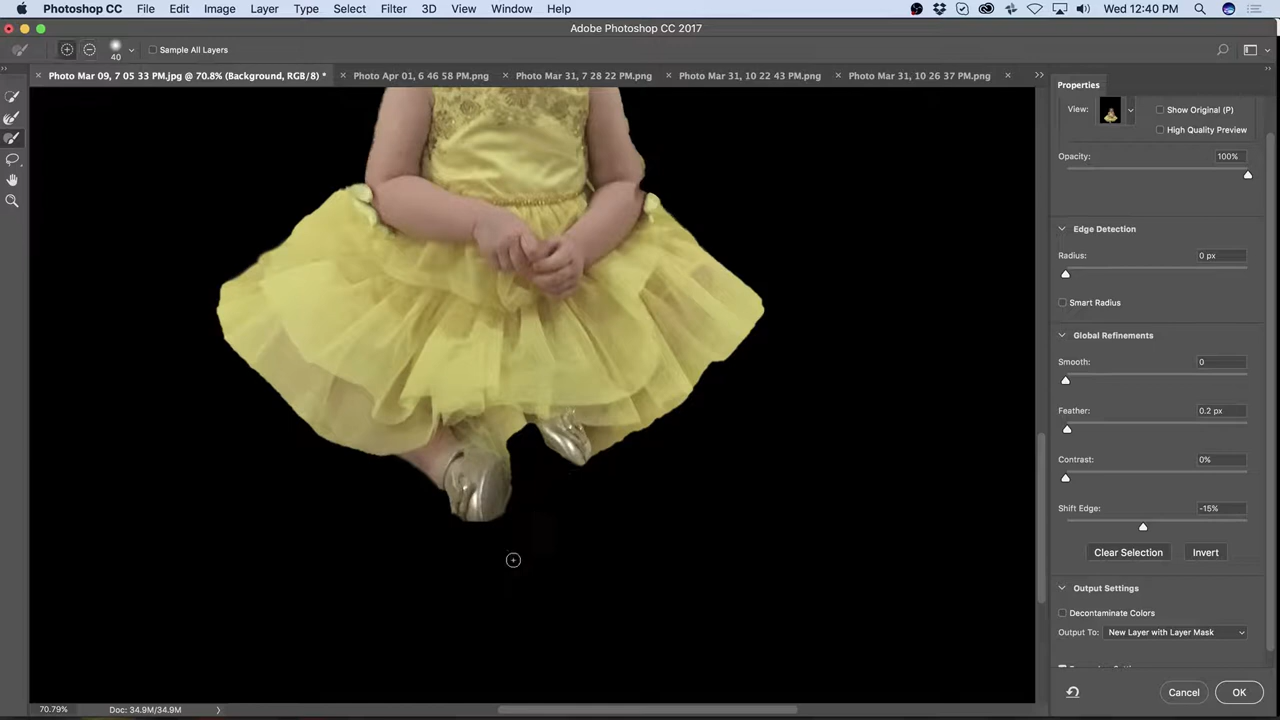 Photoshop CC File Edit Image Layer Type Select Filter 3D View Window Help Wed 12:40 PM
Adobe Photoshop CC 2017
40 Sample All Layers
Photo Mar 09, 7 05 33 PM.jpg @ 70.8% (Background, RGB/8) * Photo Apr 01, 6 46 58 PM.png Photo Mar 31, 7 28 22 PM.png Photo Mar 31, 10 22 43 PM.png Photo Mar 31, 10 26 37 PM.png
Properties
View: Show Original (P)
High Quality Preview
Opacity: 100%
Edge Detection
Radius: 0 px
Smart Radius
Global Refinements
Smooth: 0
Feather: 0.2 px
Contrast: 0%
Shift Edge: -15%
Clear Selection Invert
Output Settings
Decontaminate Colors
Output To: New Layer with Layer Mask
Cancel OK
70.79% Doc: 34.9M/34.9M